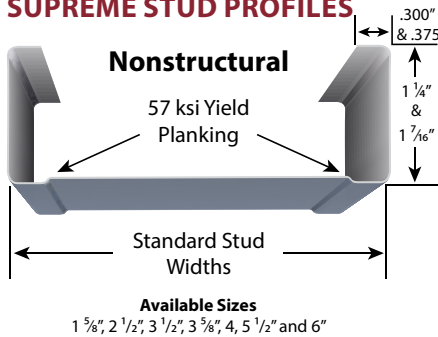 SUPREME STUD PROFILES
.300”
& .375
Nonstructural
1 ¼”
&
1 ⁷⁄₁₆”
57 ksi Yield
Planking
Standard Stud
Widths
Available Sizes
1 ⅝”, 2 ½”, 3 ½”, 3 ⅝”, 4, 5 ½” and 6”